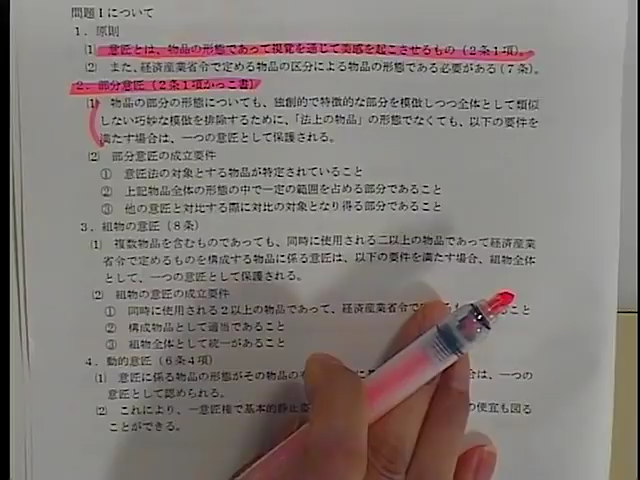 問題1について
1．原則
(1) 意匠とは、物品の形態であって視覚を通じて美感を起こさせるもの（2条1項）。
(2) また、経済産業省令で定める物品の区分による物品の形態である必要がある（7条）。
2．部分意匠（2条1項かっこ書）
(1) 物品の部分の形態についても、独創的で特徴的な部分を模倣しつつ全体として類似
しない巧妙な模倣を排除するために、「法上の物品」の形態でなくても、以下の要件を
満たす場合は、一つの意匠として保護される。
(2) 部分意匠の成立要件
① 意匠法の対象とする物品が特定されていること
② 上記物品全体の形態の中で一定の範囲を占める部分であること
③ 他の意匠と対比する際に対比の対象となり得る部分であること
3．組物の意匠（8条）
(1) 複数物品を含むものであっても、同時に使用される二以上の物品であって経済産業
省令で定めるものを構成する物品に係る意匠は、以下の要件を満たす場合、組物全体
として、一つの意匠として保護される。
(2) 組物の意匠の成立要件
① 同時に使用される2以上の物品であって、経済産業省令で こと
② 構成物品として適当であること
③ 組物全体として統一があること
4．動的意匠（6条4項）
(1) 意匠に係る物品の形態がその物品の 合は、一つの
意匠として認められる。
(2) これにより、一意匠権で基本的静止 の便宜も図る
ことができる。